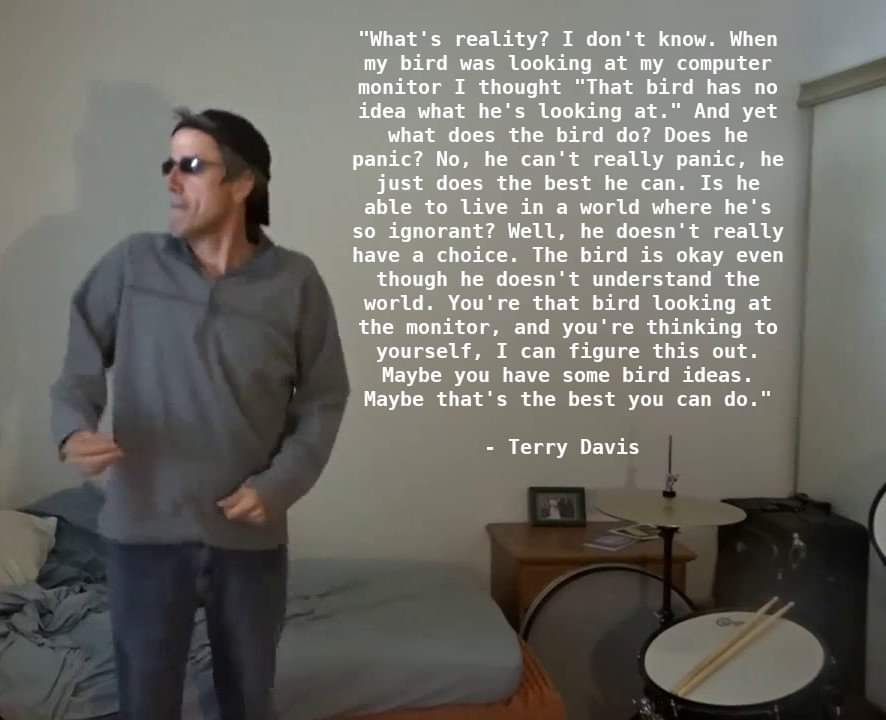 "What's reality? I don't know. When
my bird was looking at my computer
monitor I thought "That bird has no
idea what he's looking at." And yet
what does the bird do? Does he
panic? No, he can't really panic, he
just does the best he can. Is he
able to live in a world where he's
so ignorant? Well, he doesn't really
have a choice. The bird is okay even
though he doesn't understand the
world. You're that bird looking at
the monitor, and you're thinking to
yourself, I can figure this out.
Maybe you have some bird ideas.
Maybe that's the best you can do."
- Terry Davis